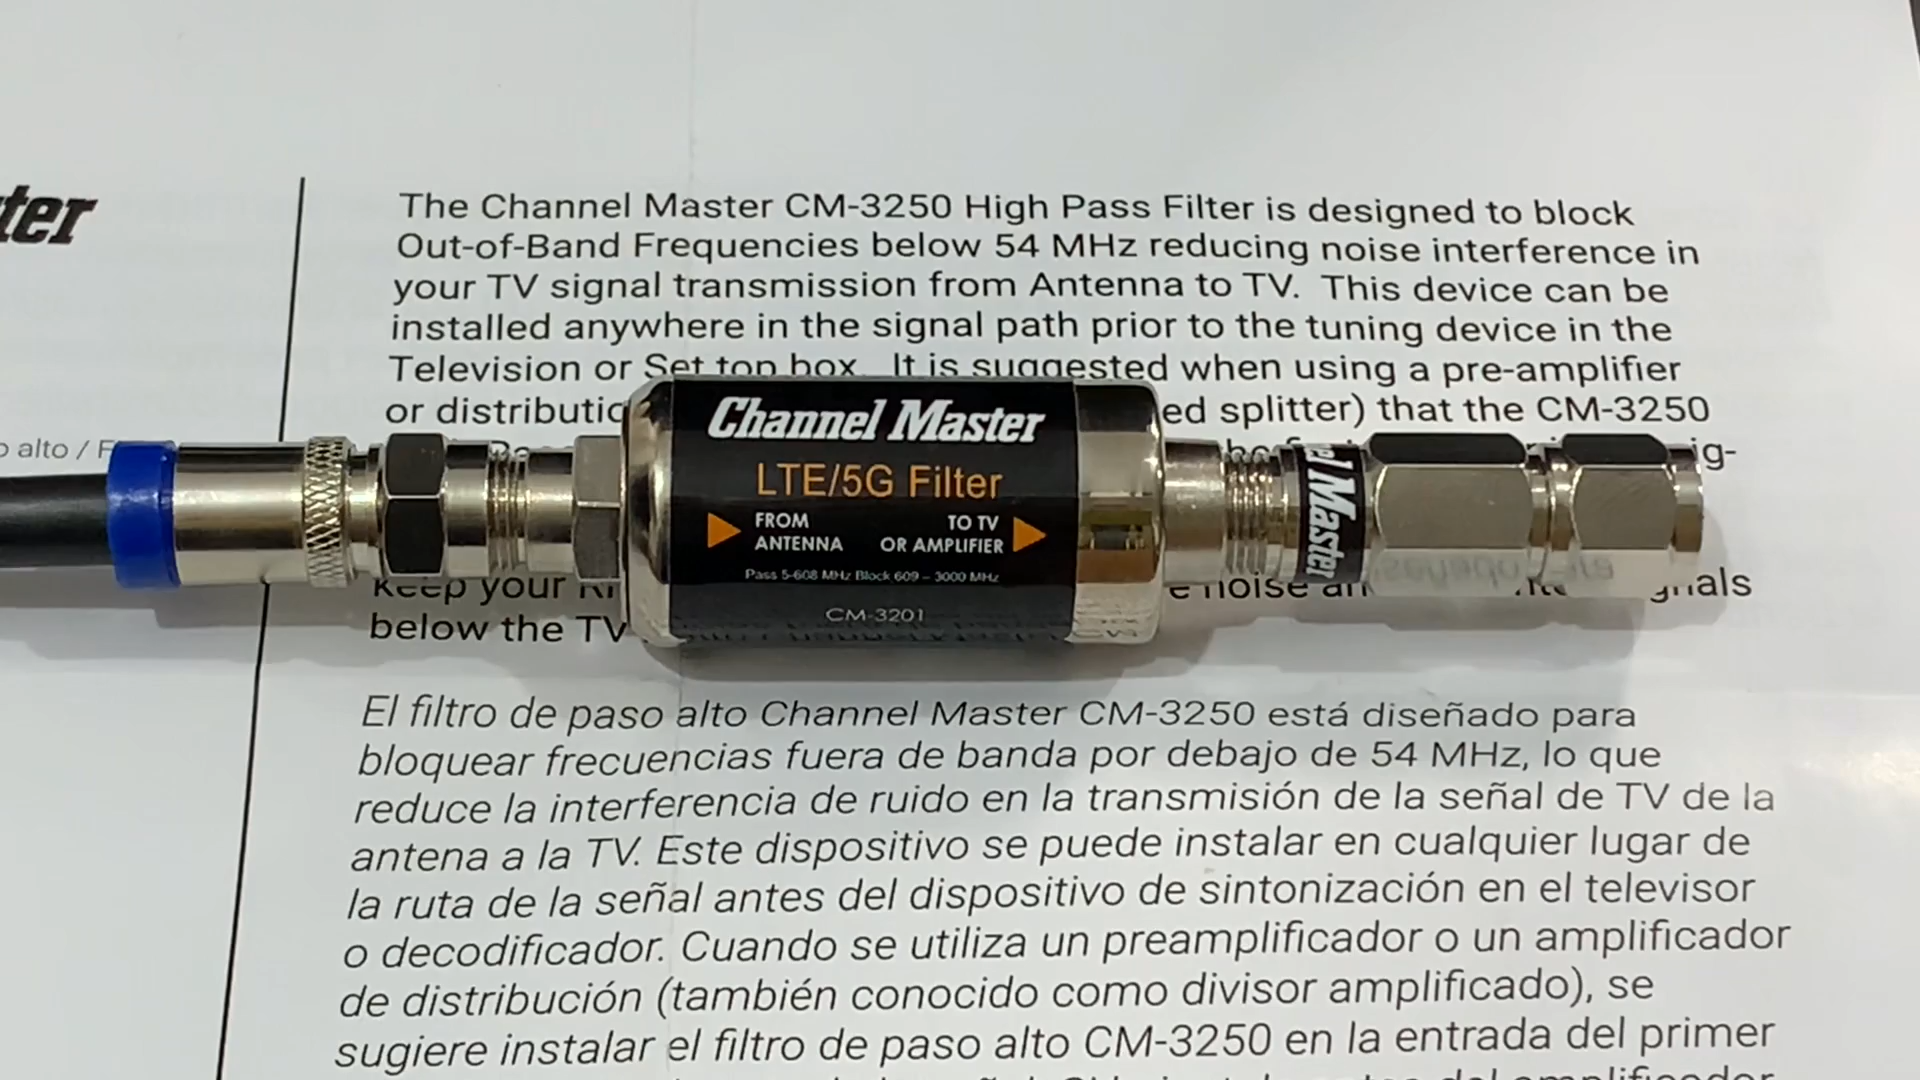 ter
o alto / F
The Channel Master CM-3250 High Pass Filter is designed to block
Out-of-Band Frequencies below 54 MHz reducing noise interference in
your TV signal transmission from Antenna to TV. This device can be
installed anywhere in the signal path prior to the tuning device in the
Television or Set top box. It is suggested when using a pre-amplifier
or distributio ed splitter) that the CM-3250
ig-
keep your e noise an gnals
below the TV
Channel Master
LTE/5G Filter
FROM
ANTENNA
TO TV
OR AMPLIFIER
Pass 5-608 MHz Block 609 – 3000 MHz
CM-3201
el Master
El filtro de paso alto Channel Master CM-3250 está diseñado para
bloquear frecuencias fuera de banda por debajo de 54 MHz, lo que
reduce la interferencia de ruido en la transmisión de la señal de TV de la
antena a la TV. Este dispositivo se puede instalar en cualquier lugar de
la ruta de la señal antes del dispositivo de sintonización en el televisor
o decodificador. Cuando se utiliza un preamplificador o un amplificador
de distribución (también conocido como divisor amplificado), se
sugiere instalar el filtro de paso alto CM-3250 en la entrada del primer